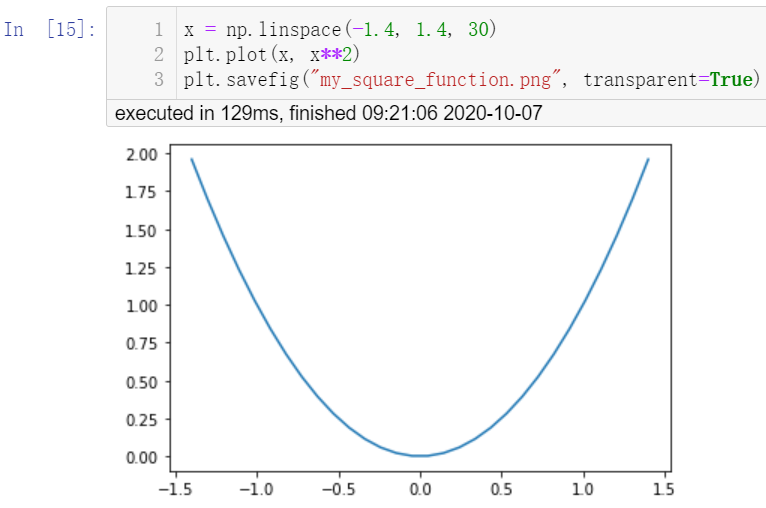 In [15]:
1 x = np.linspace(-1.4, 1.4, 30)
2 plt.plot(x, x**2)
3 plt.savefig("my_square_function.png", transparent=True)
executed in 129ms, finished 09:21:06 2020-10-07
2.00
1.75
1.50
1.25
1.00
0.75
0.50
0.25
0.00
−1.5 −1.0 −0.5 0.0 0.5 1.0 1.5